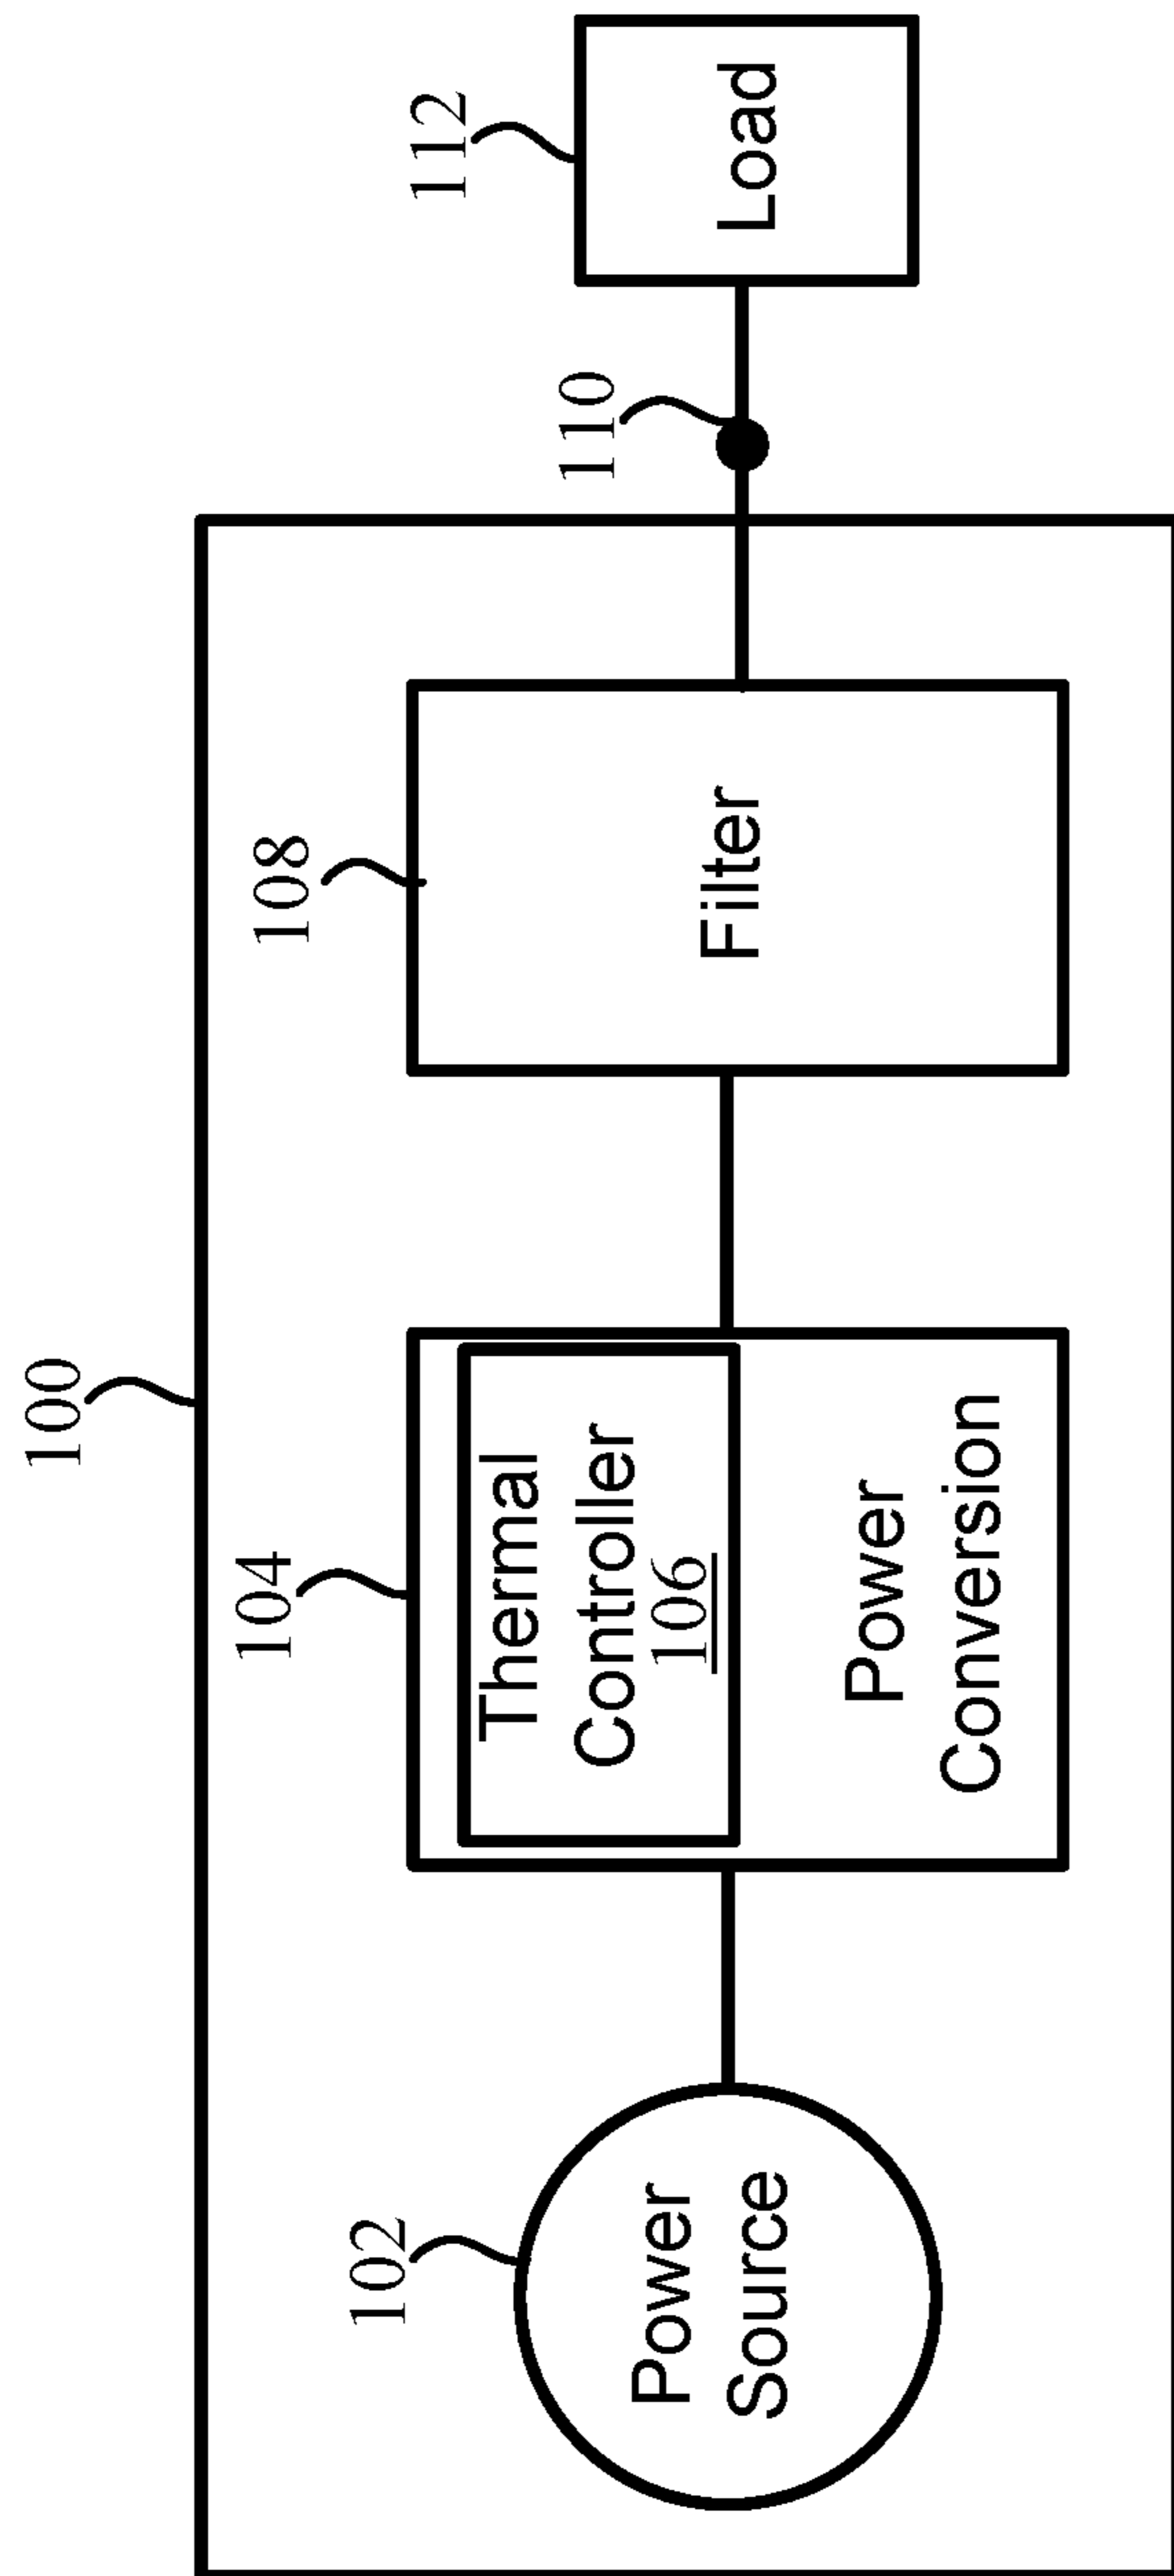 100
102
Power
Source
104
Thermal
Controller
106
Power
Conversion
108
Filter
110
112
Load